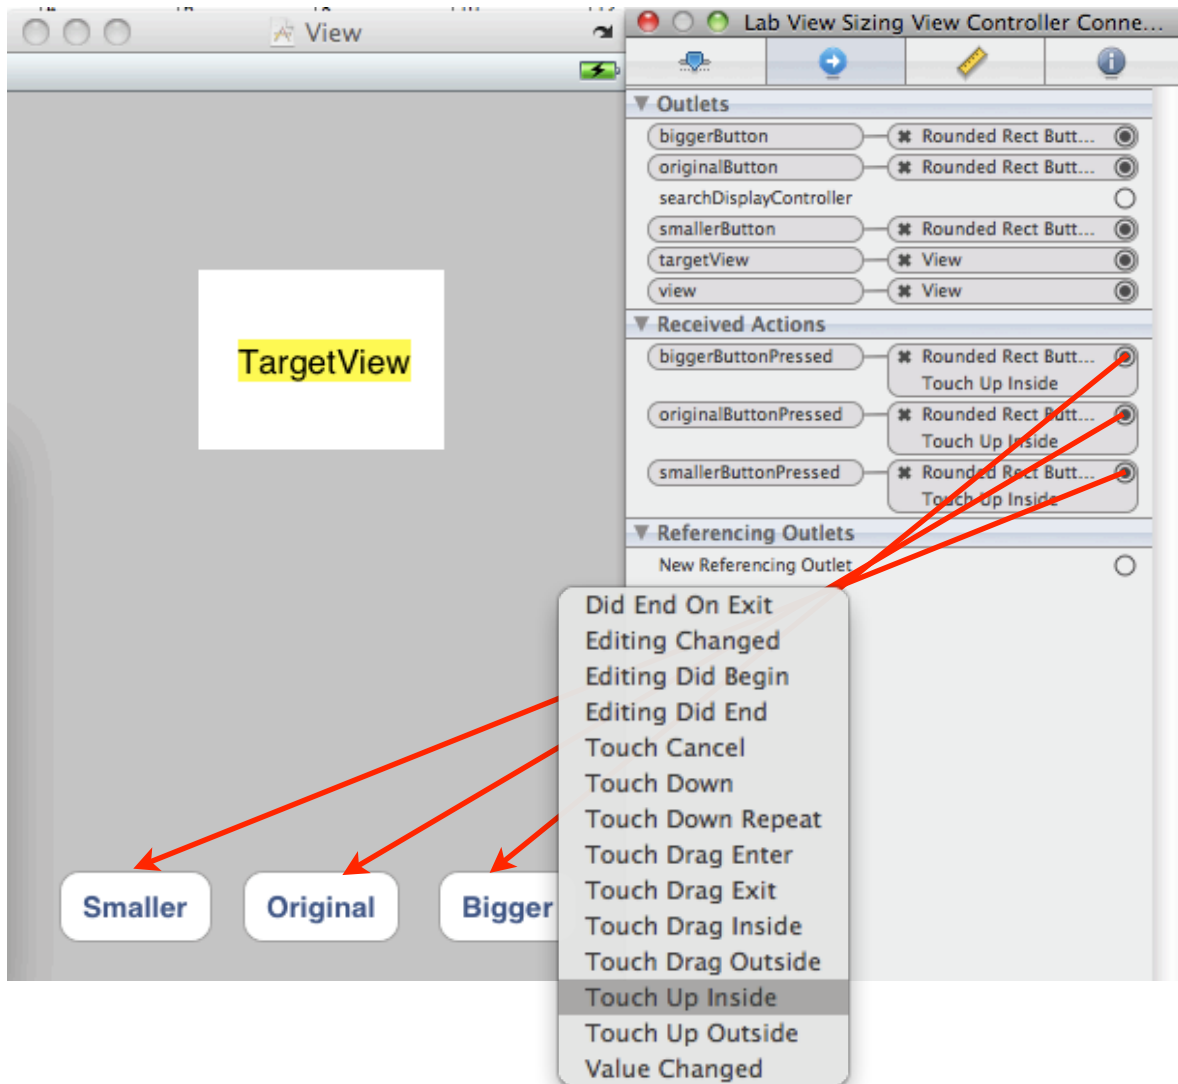 View
Lab View Sizing View Controller Conne...
Outlets
biggerButton
Rounded Rect Butt...
originalButton
Rounded Rect Butt...
searchDisplayController
smallerButton
Rounded Rect Butt...
targetView
View
view
View
Received Actions
biggerButtonPressed
Rounded Rect Butt...
Touch Up Inside
originalButtonPressed
Rounded Rect Butt...
Touch Up Inside
smallerButtonPressed
Rounded Rect Butt...
Touch Up Inside
Referencing Outlets
New Referencing Outlet
TargetView
Smaller
Original
Bigger
Did End On Exit
Editing Changed
Editing Did Begin
Editing Did End
Touch Cancel
Touch Down
Touch Down Repeat
Touch Drag Enter
Touch Drag Exit
Touch Drag Inside
Touch Drag Outside
Touch Up Inside
Touch Up Outside
Value Changed